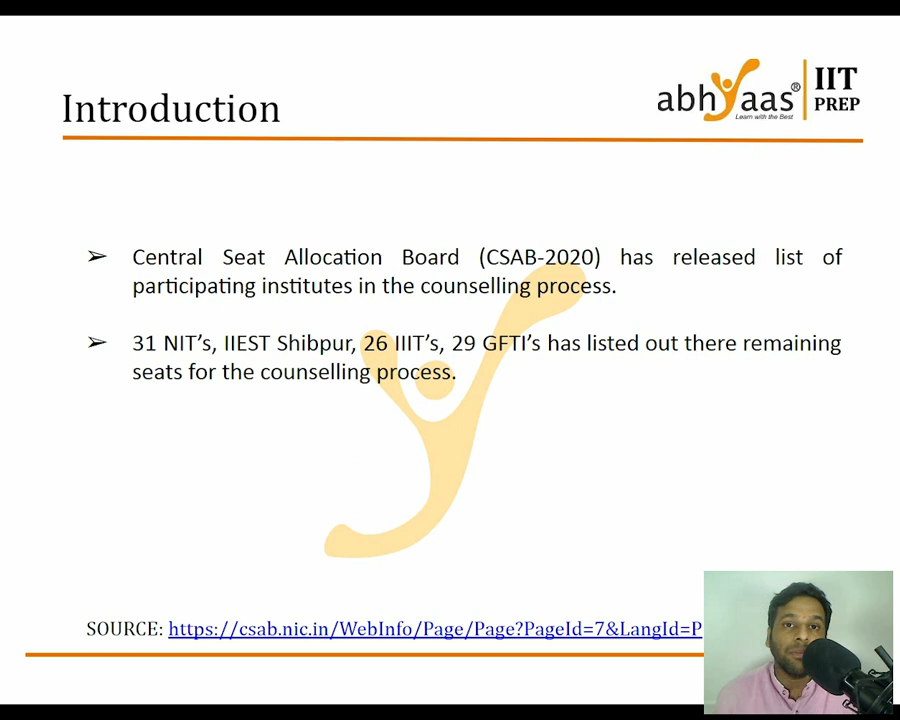 Introduction
abhyaas® IIT
Learn with the Best PREP
➢ Central Seat Allocation Board (CSAB-2020) has released list of
participating institutes in the counselling process.
➢ 31 NIT’s, IIEST Shibpur, 26 IIIT’s, 29 GFTI’s has listed out there remaining
seats for the counselling process.
SOURCE: https://csab.nic.in/WebInfo/Page/Page?PageId=7&LangId=P